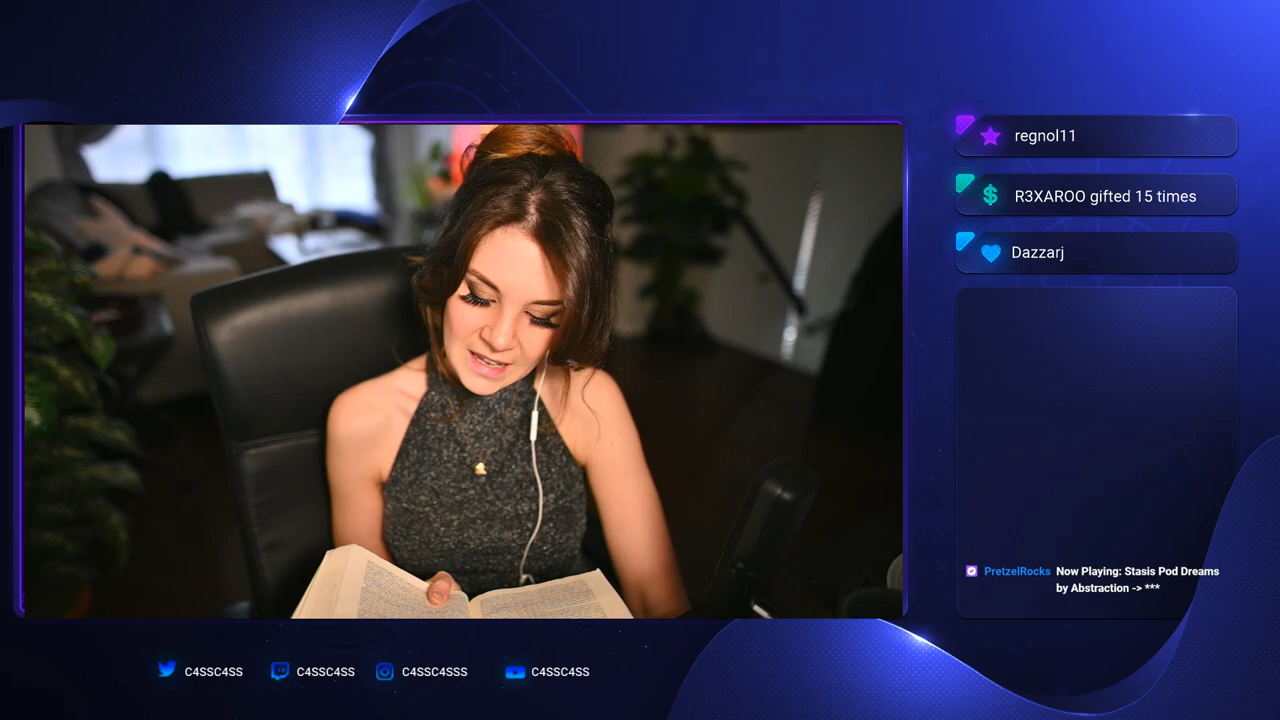 regnol11
R3XAROO gifted 15 times
Dazzarj
PretzelRocks Now Playing: Stasis Pod Dreams
by Abstraction -> ***
C4SSC4SS C4SSC4SS C4SSC4SSS C4SSC4SS